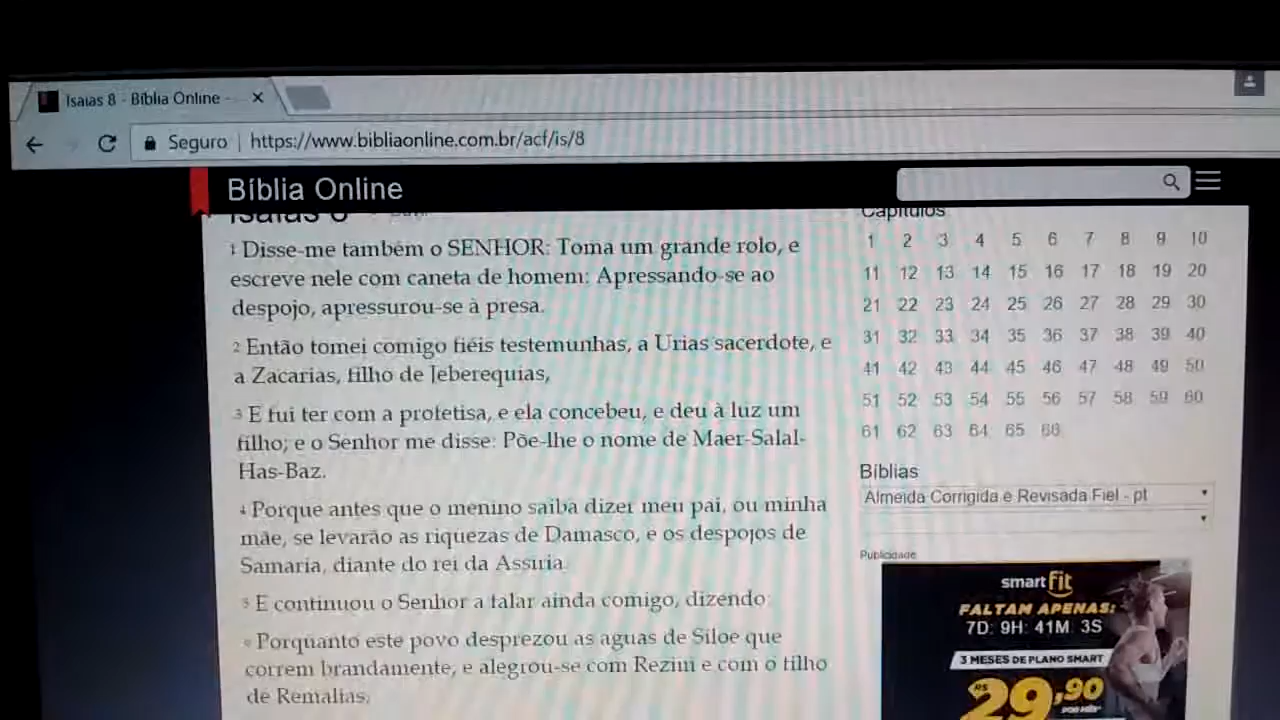 Isaías 8 - Bíblia Online -
Seguro | https://www.bibliaonline.com.br/acf/is/8
Bíblia Online
Isaías 8
1 Disse-me também o SENHOR: Toma um grande rolo, e
escreve nele com caneta de homem: Apressando-se ao
despojo, apressurou-se à presa.
2 Então tomei comigo fiéis testemunhas, a Urias sacerdote, e
a Zacarias, filho de Jeberequias,
3 E fui ter com a profetisa, e ela concebeu, e deu à luz um
filho; e o Senhor me disse: Põe-lhe o nome de Maer-Salal-
Has-Baz.
4 Porque antes que o menino saiba dizer meu pai, ou minha
mãe, se levarão as riquezas de Damasco, e os despojos de
Samaria, diante do rei da Assíria.
5 E continuou o Senhor a falar ainda comigo, dizendo:
6 Porquanto este povo desprezou as águas de Siloé que
correm brandamente, e alegrou-se com Rezim e com o filho
de Remalias,
Capítulos
1 2 3 4 5 6 7 8 9 10
11 12 13 14 15 16 17 18 19 20
21 22 23 24 25 26 27 28 29 30
31 32 33 34 35 36 37 38 39 40
41 42 43 44 45 46 47 48 49 50
51 52 53 54 55 56 57 58 59 60
61 62 63 64 65 66
Bíblias
Almeida Corrigida e Revisada Fiel - pt
Publicidade
smart fit
FALTAM APENAS:
7D: 9H: 41M: 3S
3 MESES DE PLANO SMART
R$ 29,90
POR MÊS*